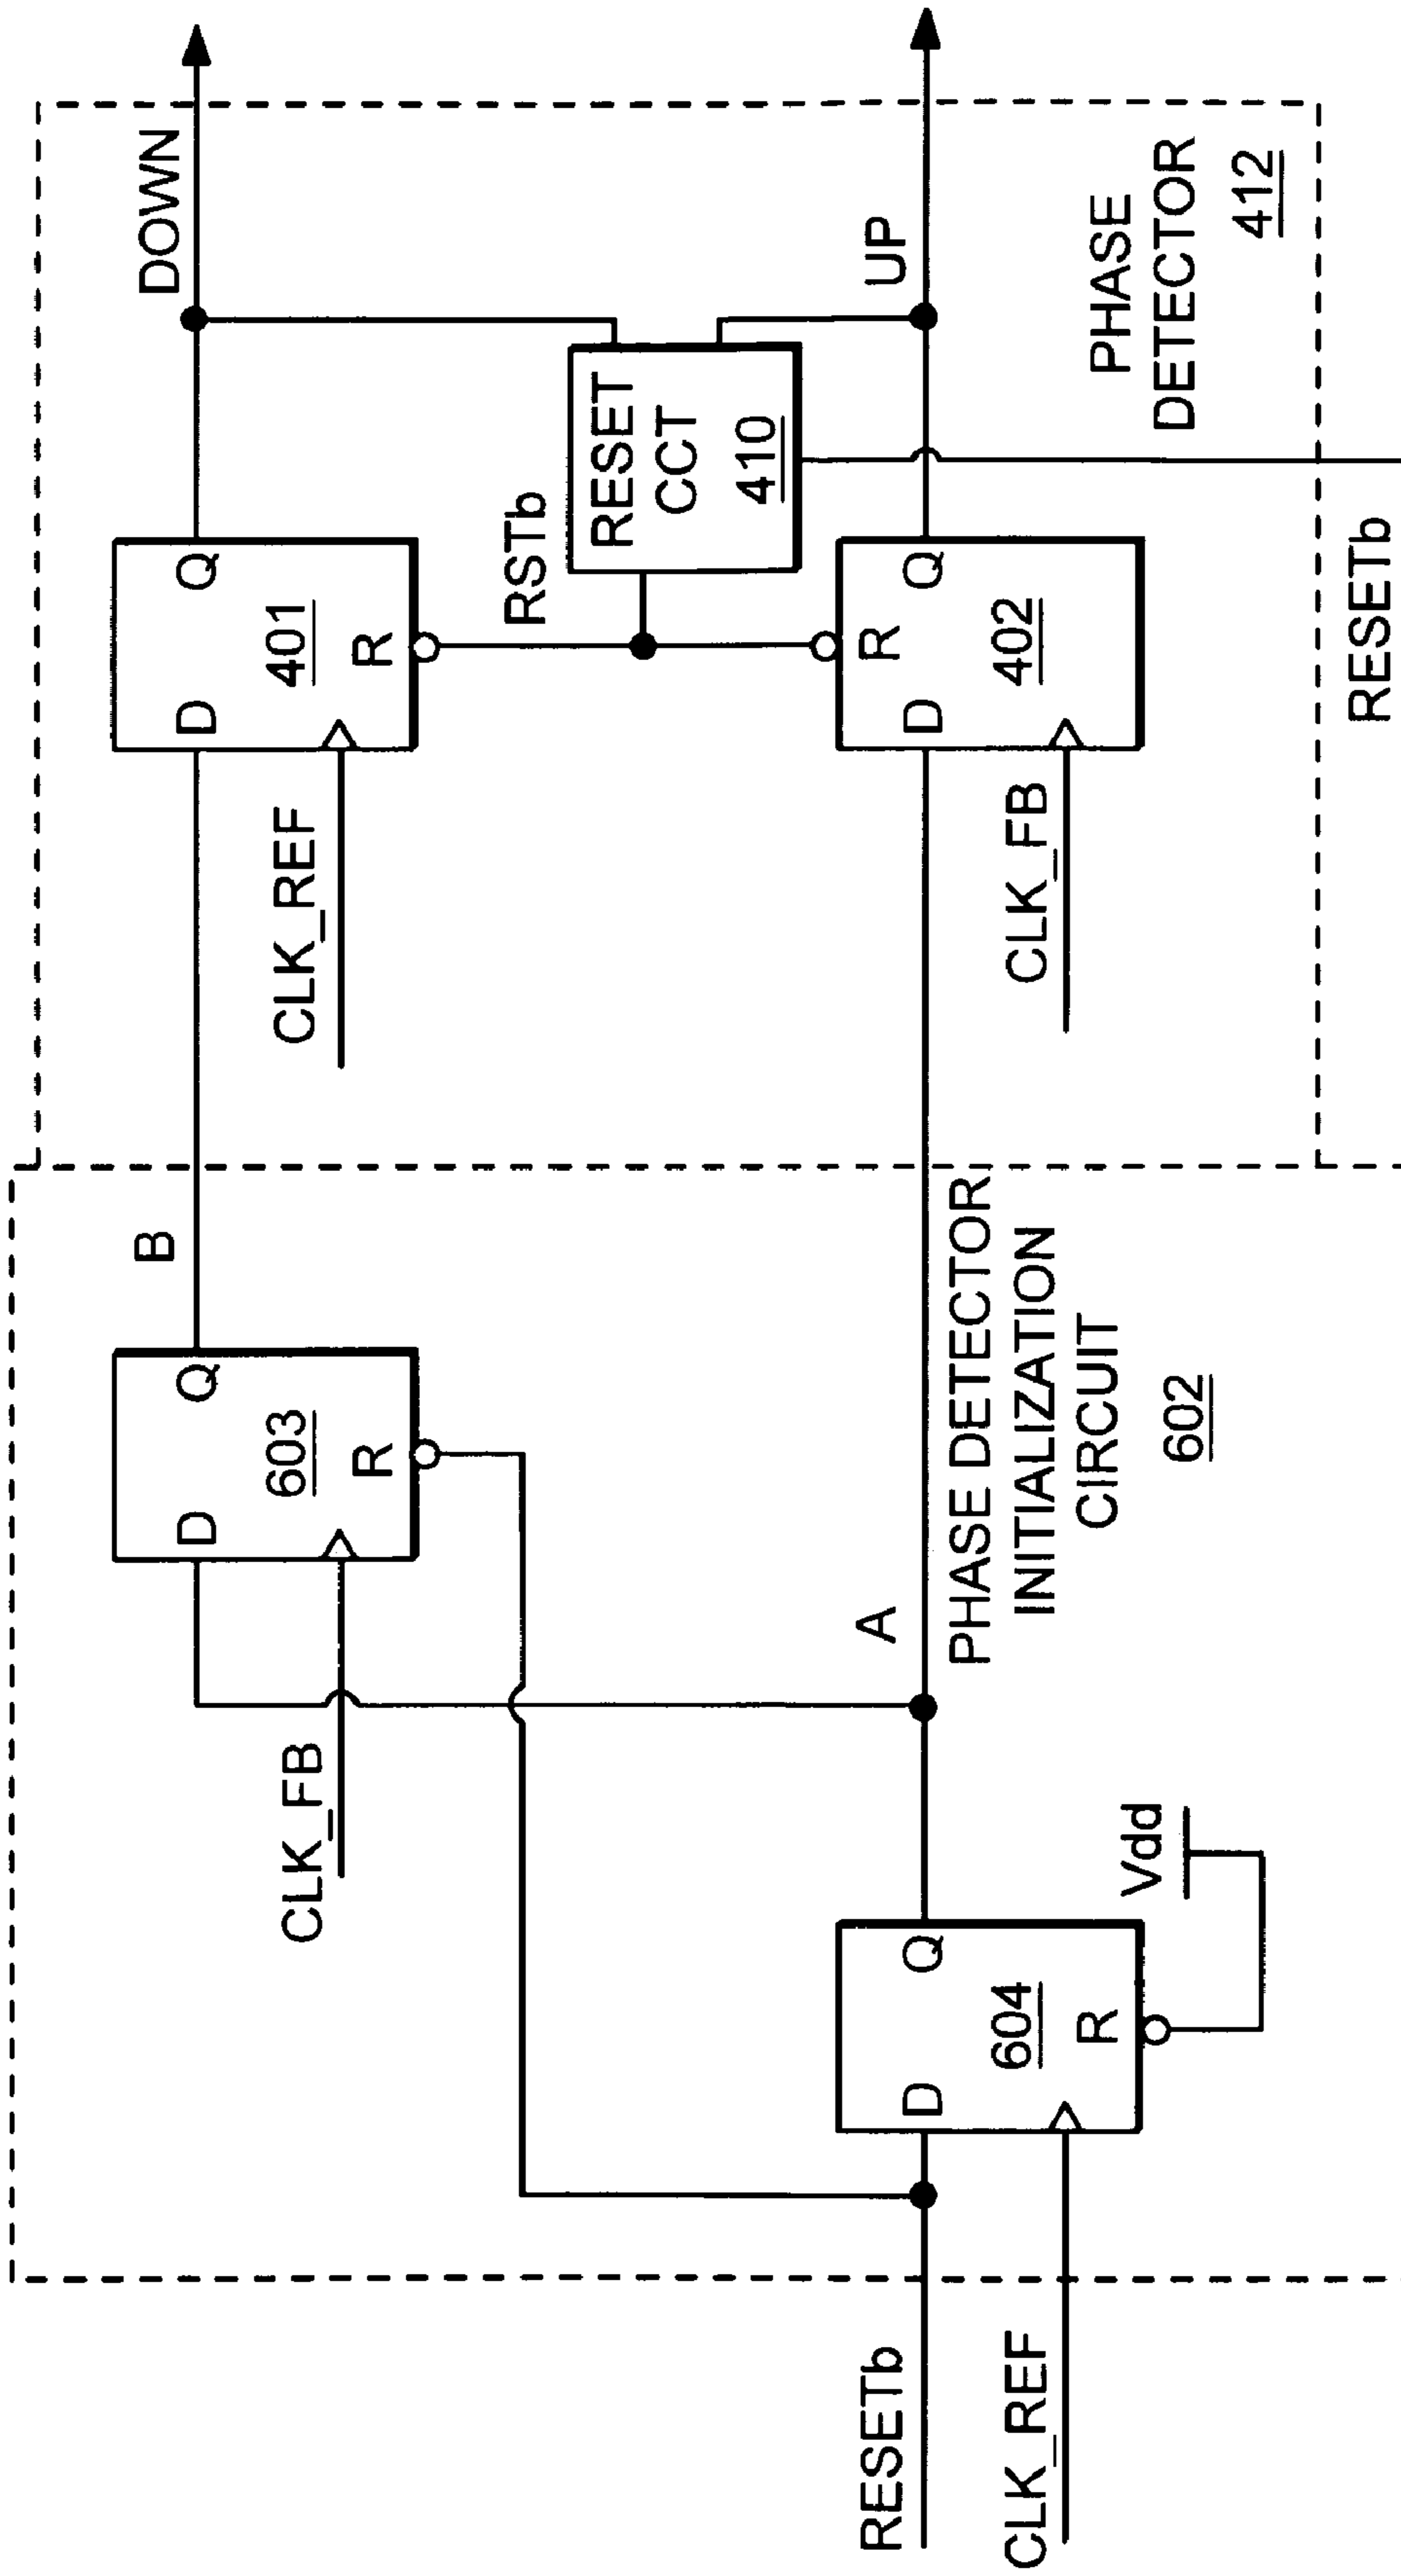 B
D
Q
603
R
CLK_FB
A
RESETb
D
Q
604
R
CLK_REF
Vdd
PHASE DETECTOR
INITIALIZATION
CIRCUIT
602
DOWN
D
Q
401
R
CLK_REF
RSTb
RESET
CCT
410
UP
D
Q
402
R
CLK_FB
PHASE
DETECTOR
412
RESETb